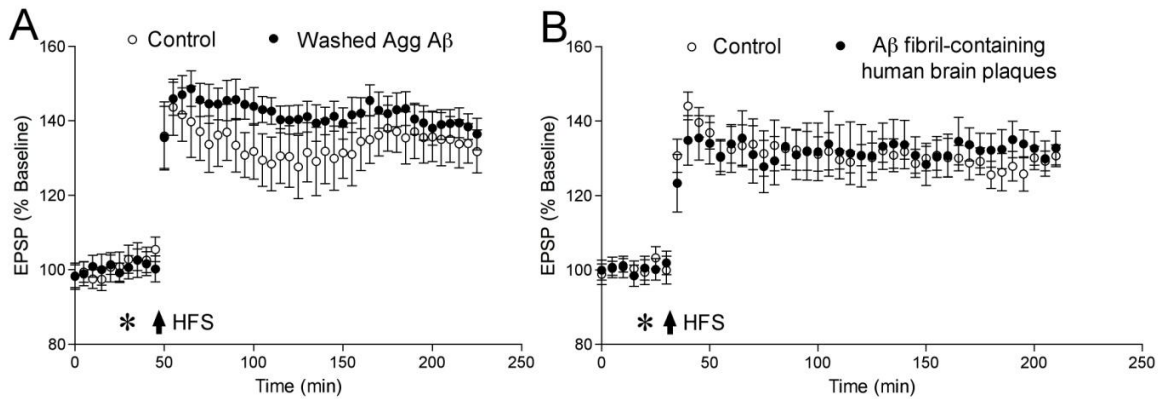 A
Control
Washed Agg Aβ
160
140
120
100
80
EPSP (% Baseline)
*
HFS
0
50
100
150
200
250
Time (min)
B
Control
Aβ fibril-containing
human brain plaques
160
140
120
100
80
EPSP (% Baseline)
*
HFS
0
50
100
150
200
250
Time (min)